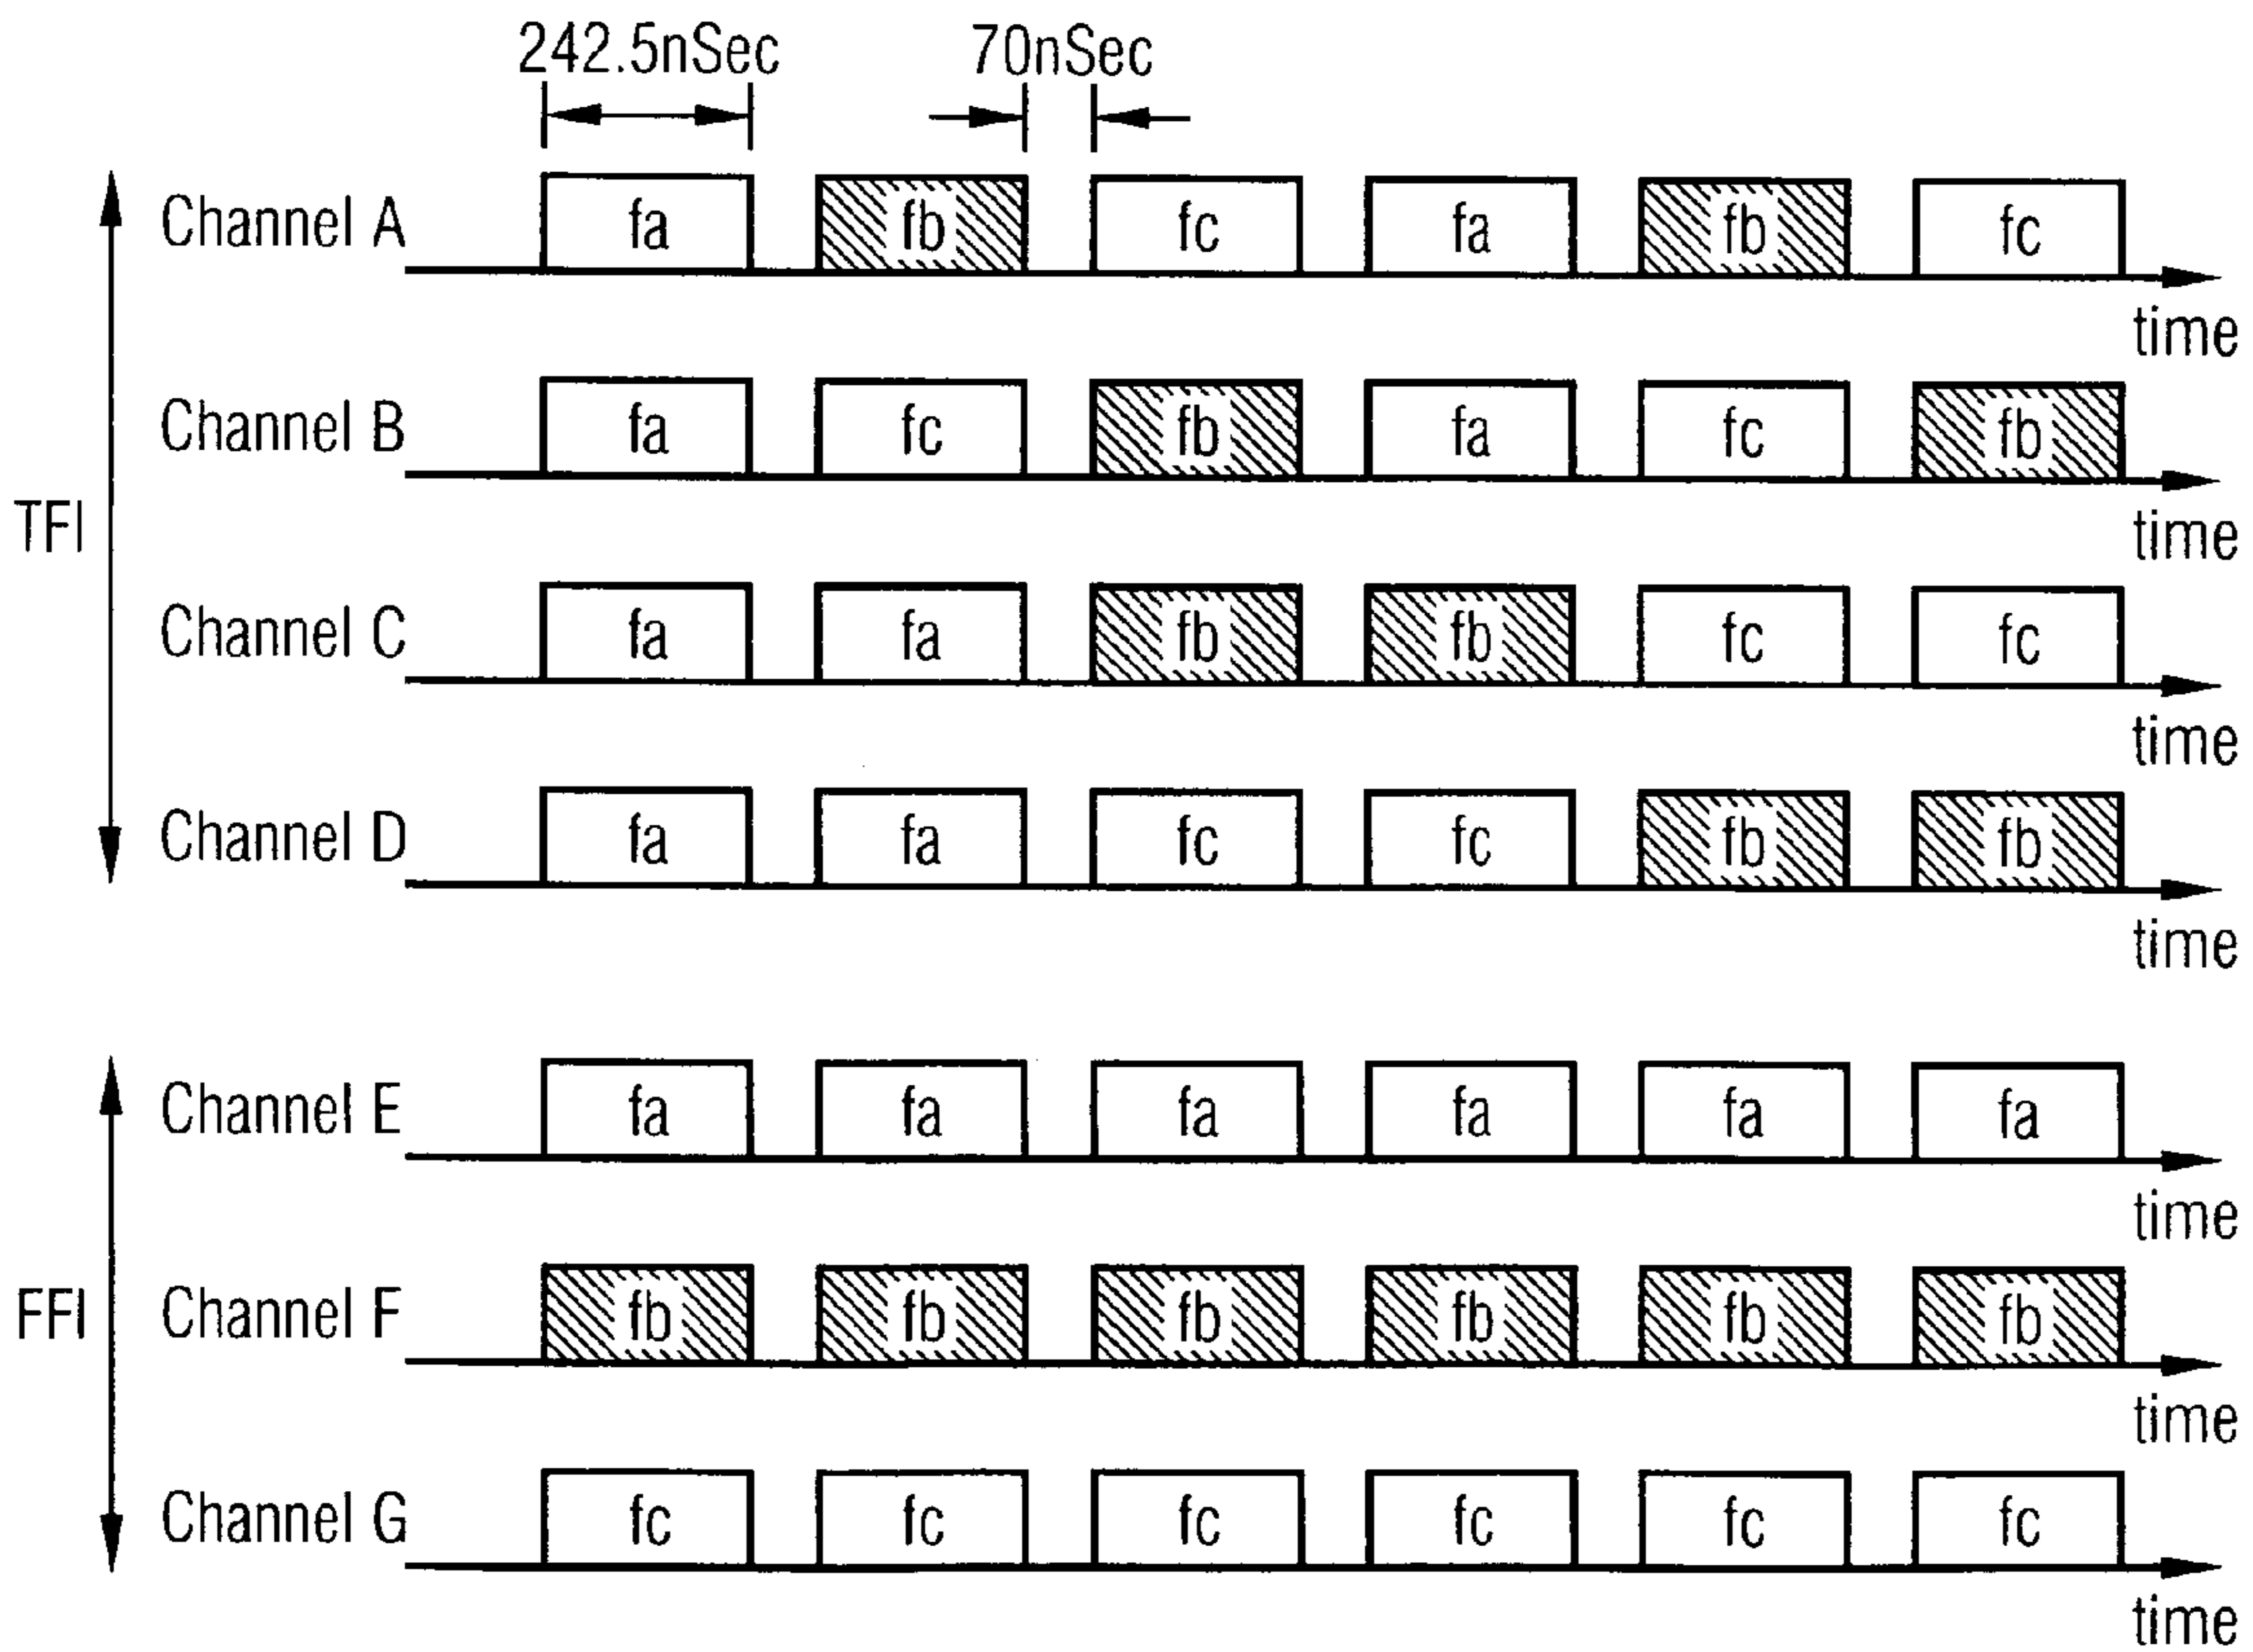 242.5nSec 70nSec
Channel A fa fb fc fa fb fc
time
Channel B fa fc fb fa fc fb
time
TFI
Channel C fa fa fb fb fc fc
time
Channel D fa fa fc fc fb fb
time
Channel E fa fa fa fa fa fa
time
FFI Channel F fb fb fb fb fb fb
time
Channel G fc fc fc fc fc fc
time